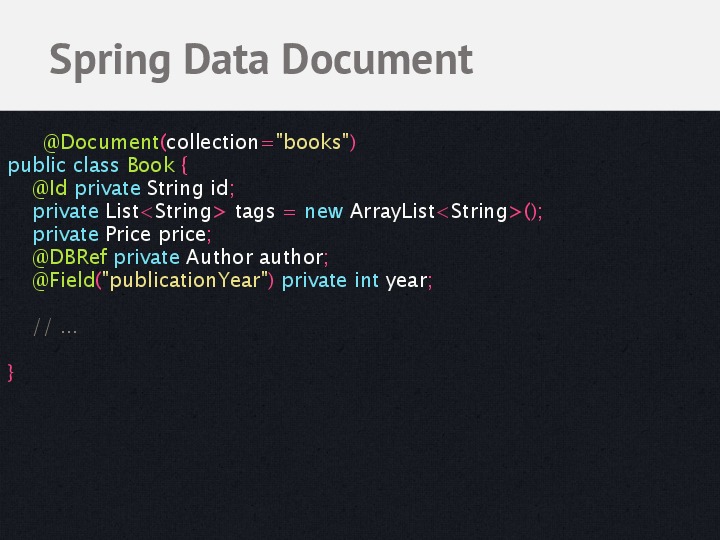 Spring Data Document
@Document(collection="books")
public class Book {
@Id private String id;
private List<String> tags = new ArrayList<String>();
private Price price;
@DBRef private Author author;
@Field("publicationYear") private int year;
// ...
}